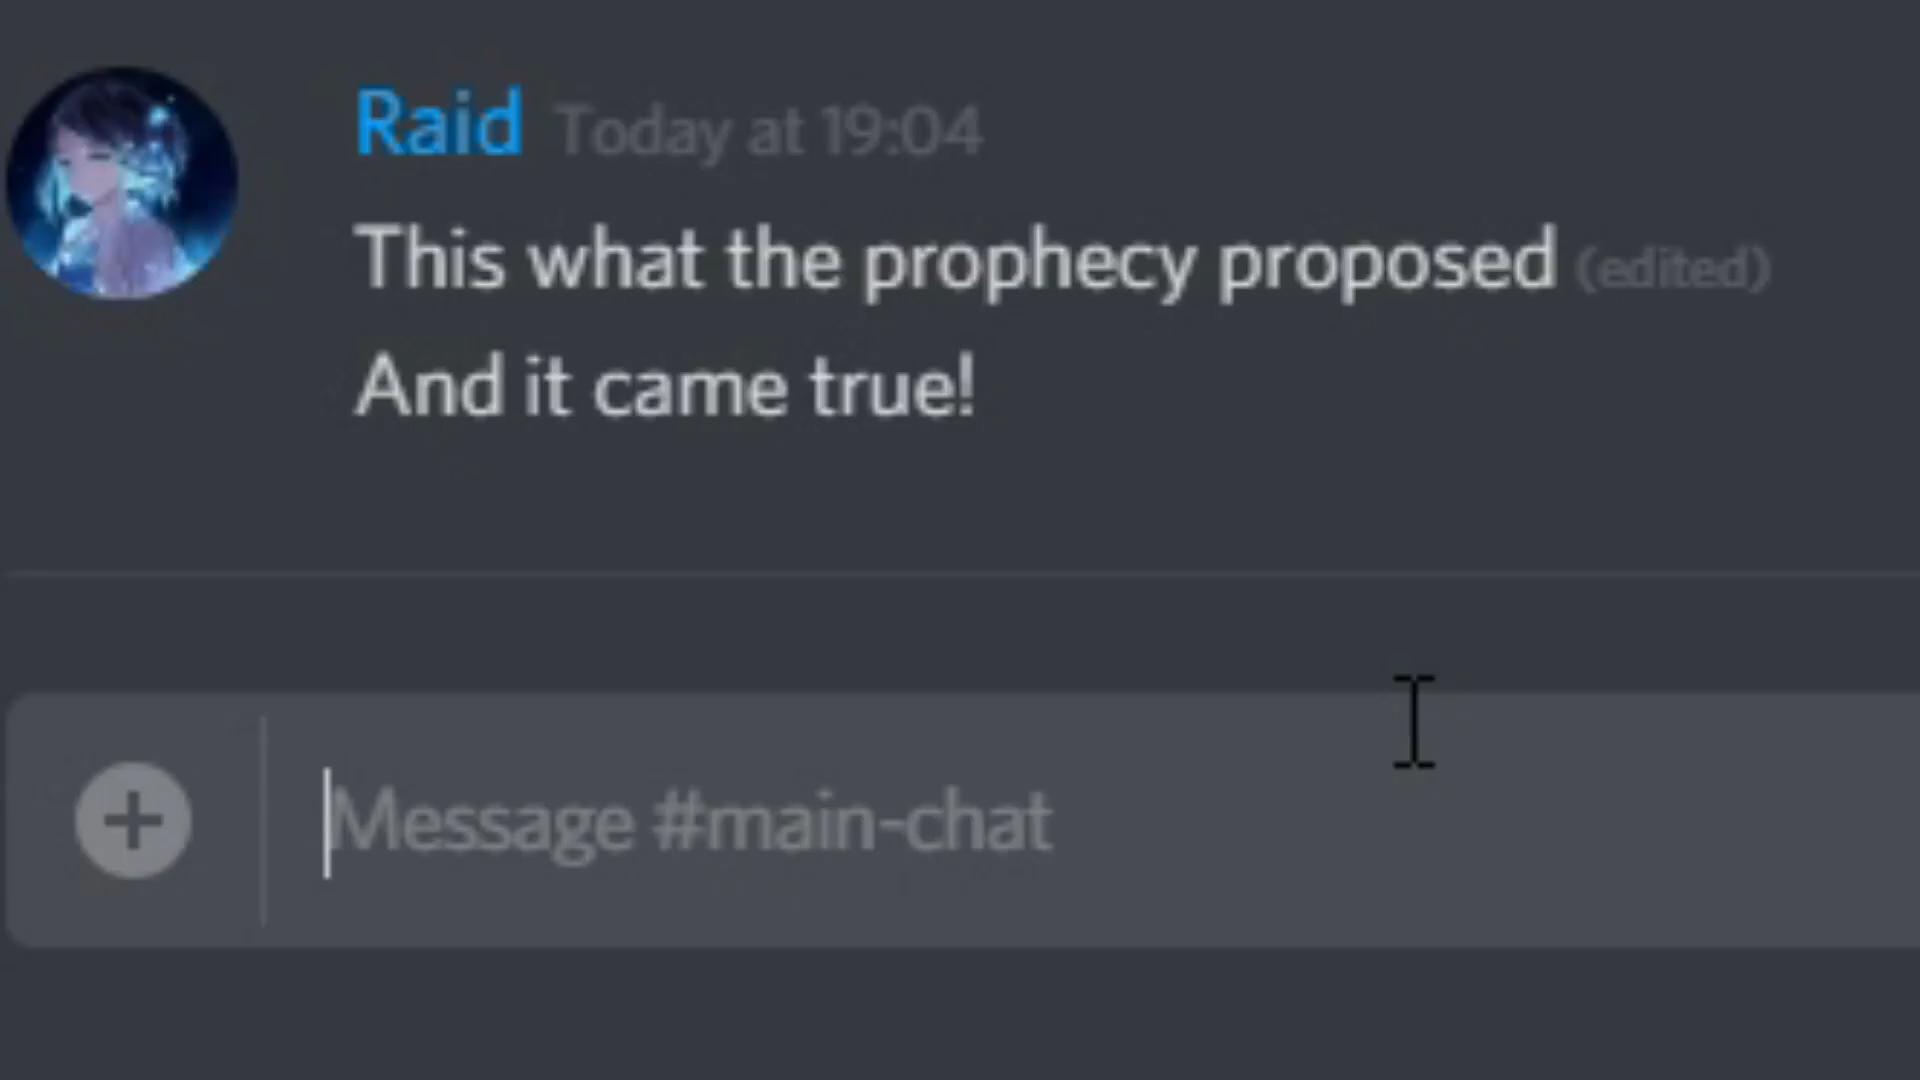 Raid Today at 19:04
This what the prophecy proposed (edited)
And it came true!
Message #main-chat